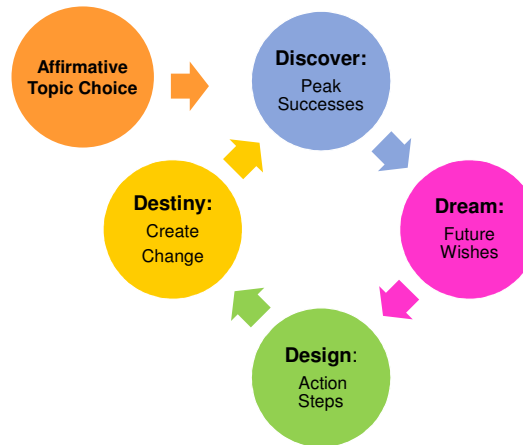 Affirmative
Topic Choice
Discover:
Peak
Successes
Dream:
Future
Wishes
Design:
Action
Steps
Destiny:
Create
Change